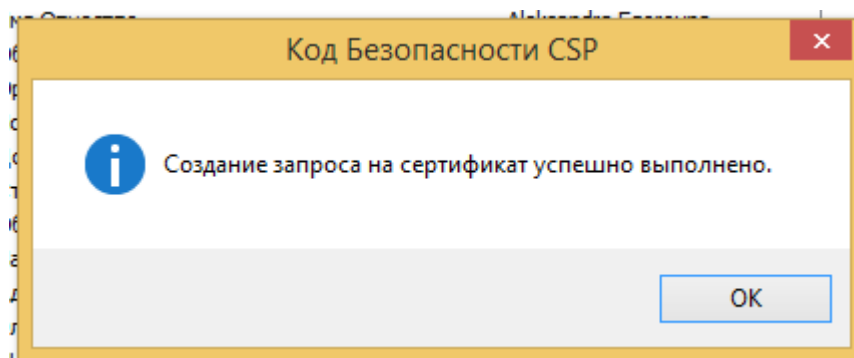 Код Безопасности CSP
Создание запроса на сертификат успешно выполнено.
OK